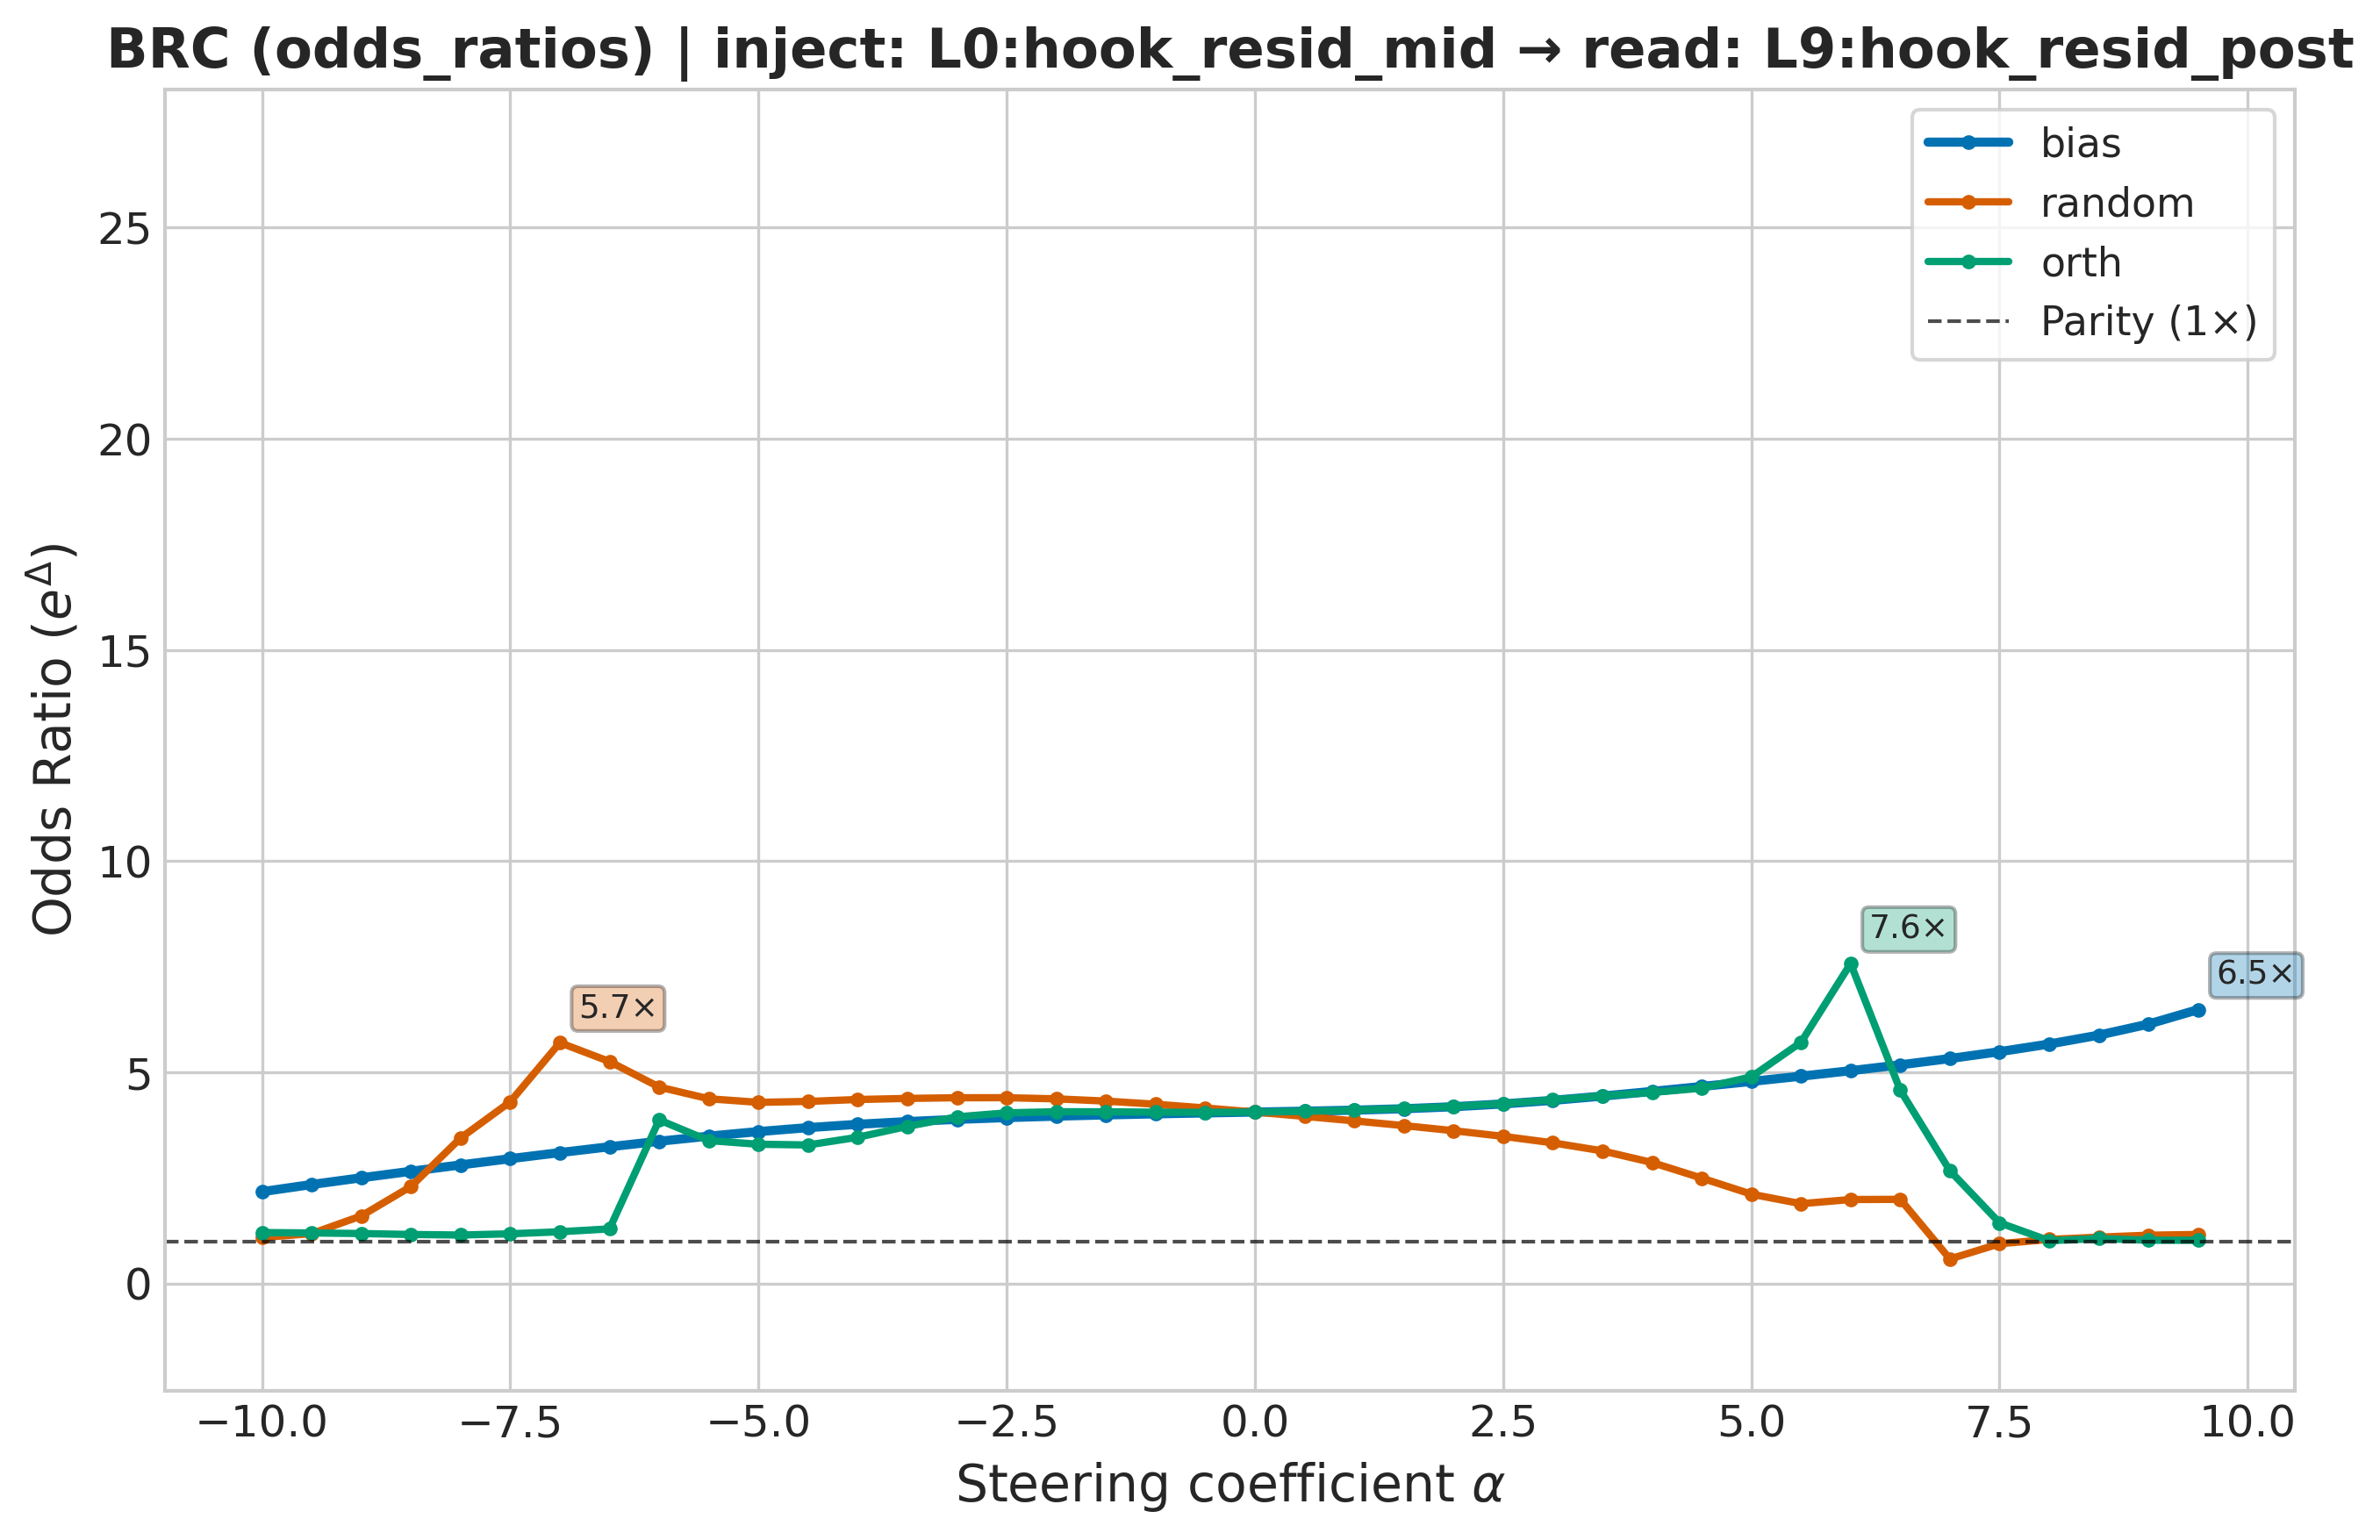 BRC (odds_ratios) | inject: L0:hook_resid_mid → read: L9:hook_resid_post
bias
random
orth
Parity (1×)
25
20
15
10
5
0
Odds Ratio (e^Δ)
5.7×
7.6×
6.5×
−10.0
−7.5
−5.0
−2.5
0.0
2.5
5.0
7.5
10.0
Steering coefficient α